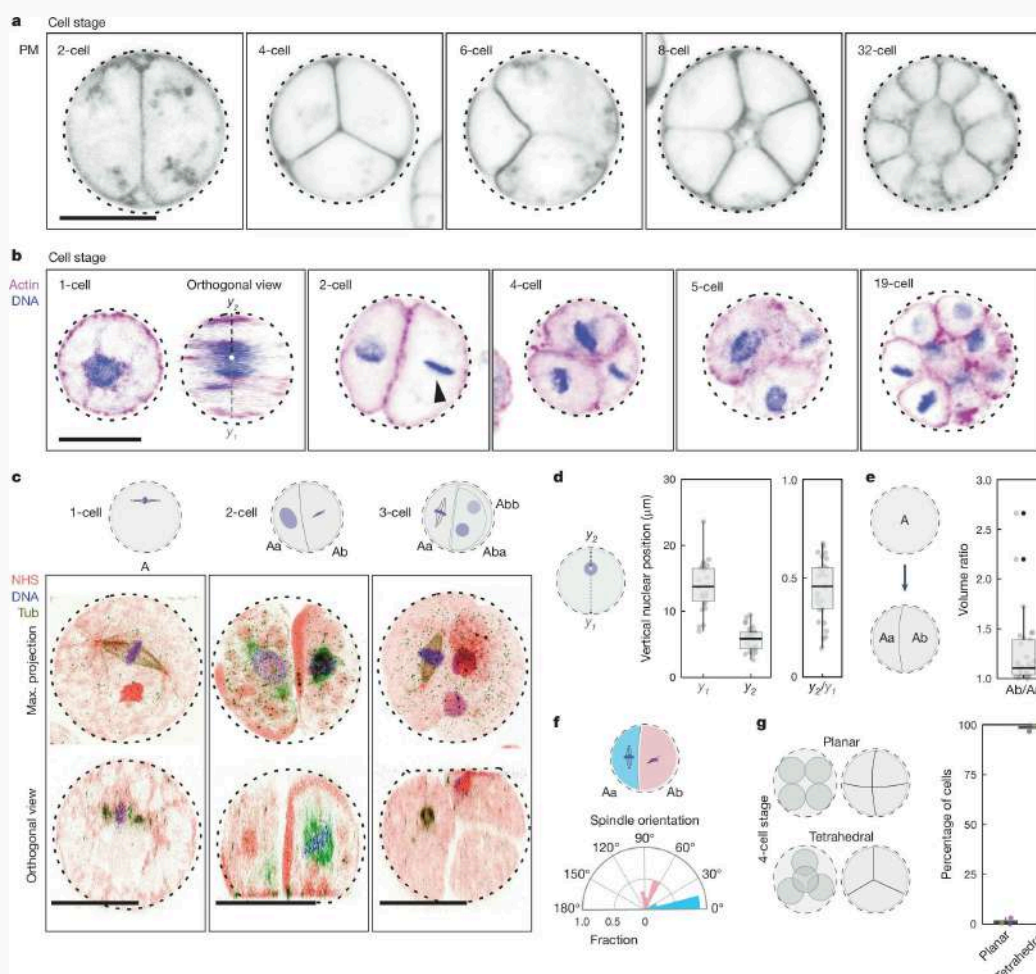 a Cell stage
PM 2-cell 4-cell 6-cell 8-cell 32-cell
b Cell stage
Actin
DNA
1-cell Orthogonal view 2-cell 4-cell 5-cell 19-cell
y2
y1
c
1-cell 2-cell 3-cell
A Aa Ab Aa Abb Aba
NHS
DNA
Tub
Max. projection
Orthogonal view
d
y2
y1
Vertical nuclear position (μm)
30
20
10
0
y1 y2
1.0
0.5
0
y2/y1
e
A
Aa Ab
Volume ratio
3.0
2.5
2.0
1.5
1.0
f
Aa Ab
Spindle orientation
90°
120° 60°
150° 30°
180° 0°
1.0 0.5 0
Fraction
g
Planar
4-cell stage
Tetrahedral
Percentage of cells
100
75
50
25
0
Planar
Tetrahedral